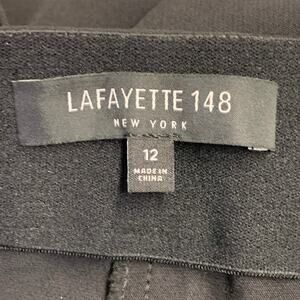 LAFAYETTE 148
NEW YORK
12
MADE IN
CHINA